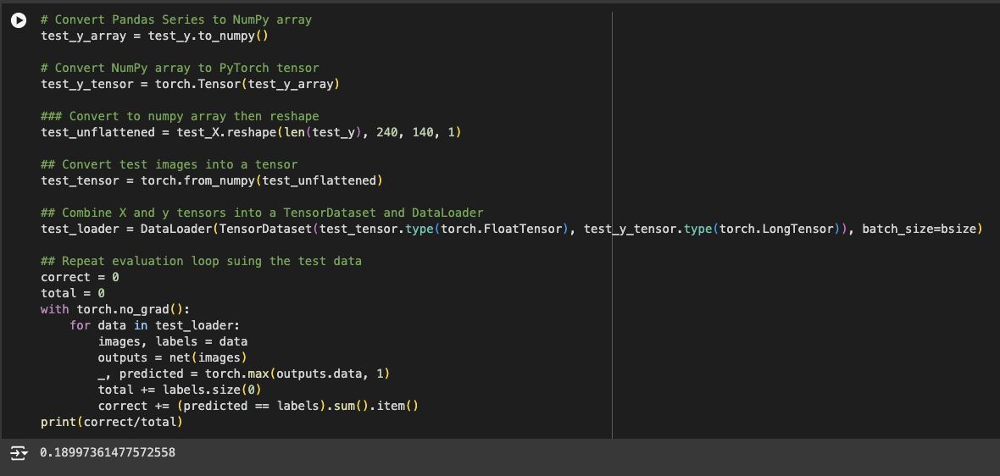 # Convert Pandas Series to NumPy array
test_y_array = test_y.to_numpy()
# Convert NumPy array to PyTorch tensor
test_y_tensor = torch.Tensor(test_y_array)
### Convert to numpy array then reshape
test_unflattened = test_X.reshape(len(test_y), 240, 140, 1)
## Convert test images into a tensor
test_tensor = torch.from_numpy(test_unflattened)
## Combine X and y tensors into a TensorDataset and DataLoader
test_loader = DataLoader(TensorDataset(test_tensor.type(torch.FloatTensor), test_y_tensor.type(torch.LongTensor)), batch_size=bsize)
## Repeat evaluation loop suing the test data
correct = 0
total = 0
with torch.no_grad():
    for data in test_loader:
        images, labels = data
        outputs = net(images)
        _, predicted = torch.max(outputs.data, 1)
        total += labels.size(0)
        correct += (predicted == labels).sum().item()
print(correct/total)
0.18997361477572558